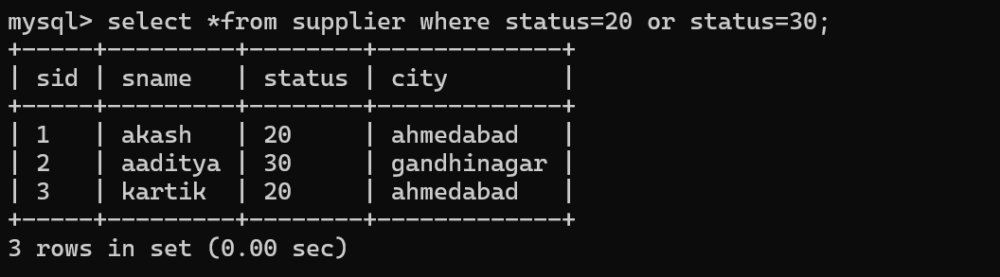 mysql> select *from supplier where status=20 or status=30;
+-----+---------+--------+-------------+
| sid | sname   | status | city        |
+-----+---------+--------+-------------+
| 1   | akash   | 20     | ahmedabad   |
| 2   | aaditya | 30     | gandhinagar |
| 3   | kartik  | 20     | ahmedabad   |
+-----+---------+--------+-------------+
3 rows in set (0.00 sec)